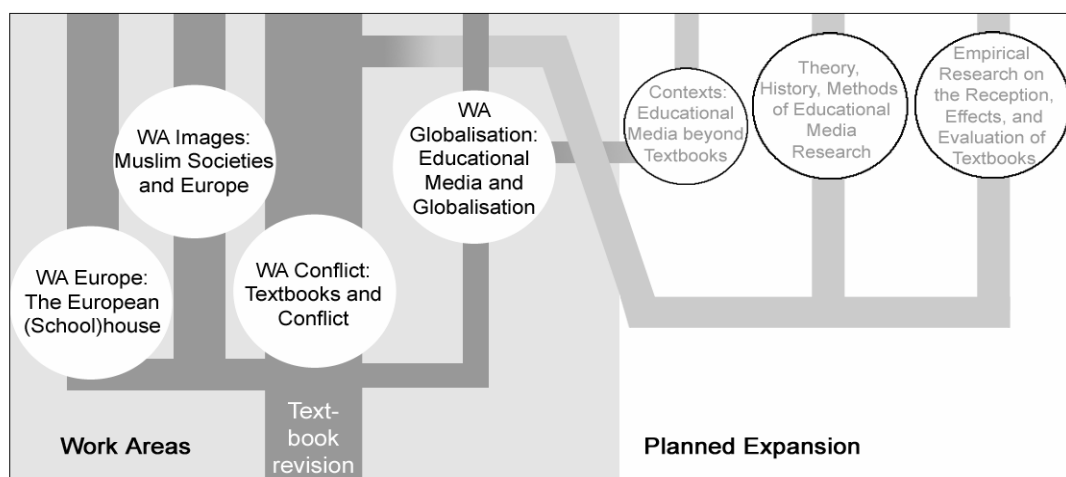 WA Images:
Muslim Societies
and Europe
WA Europe:
The European
(School)house
WA Conflict:
Textbooks and
Conflict
WA
Globalisation:
Educational
Media and
Globalisation
Contexts:
Educational
Media beyond
Textbooks
Theory,
History, Methods
of Educational
Media
Research
Empirical
Research on
the Reception,
Effects, and
Evaluation of
Textbooks
Text-
book
revision
Work Areas
Planned Expansion